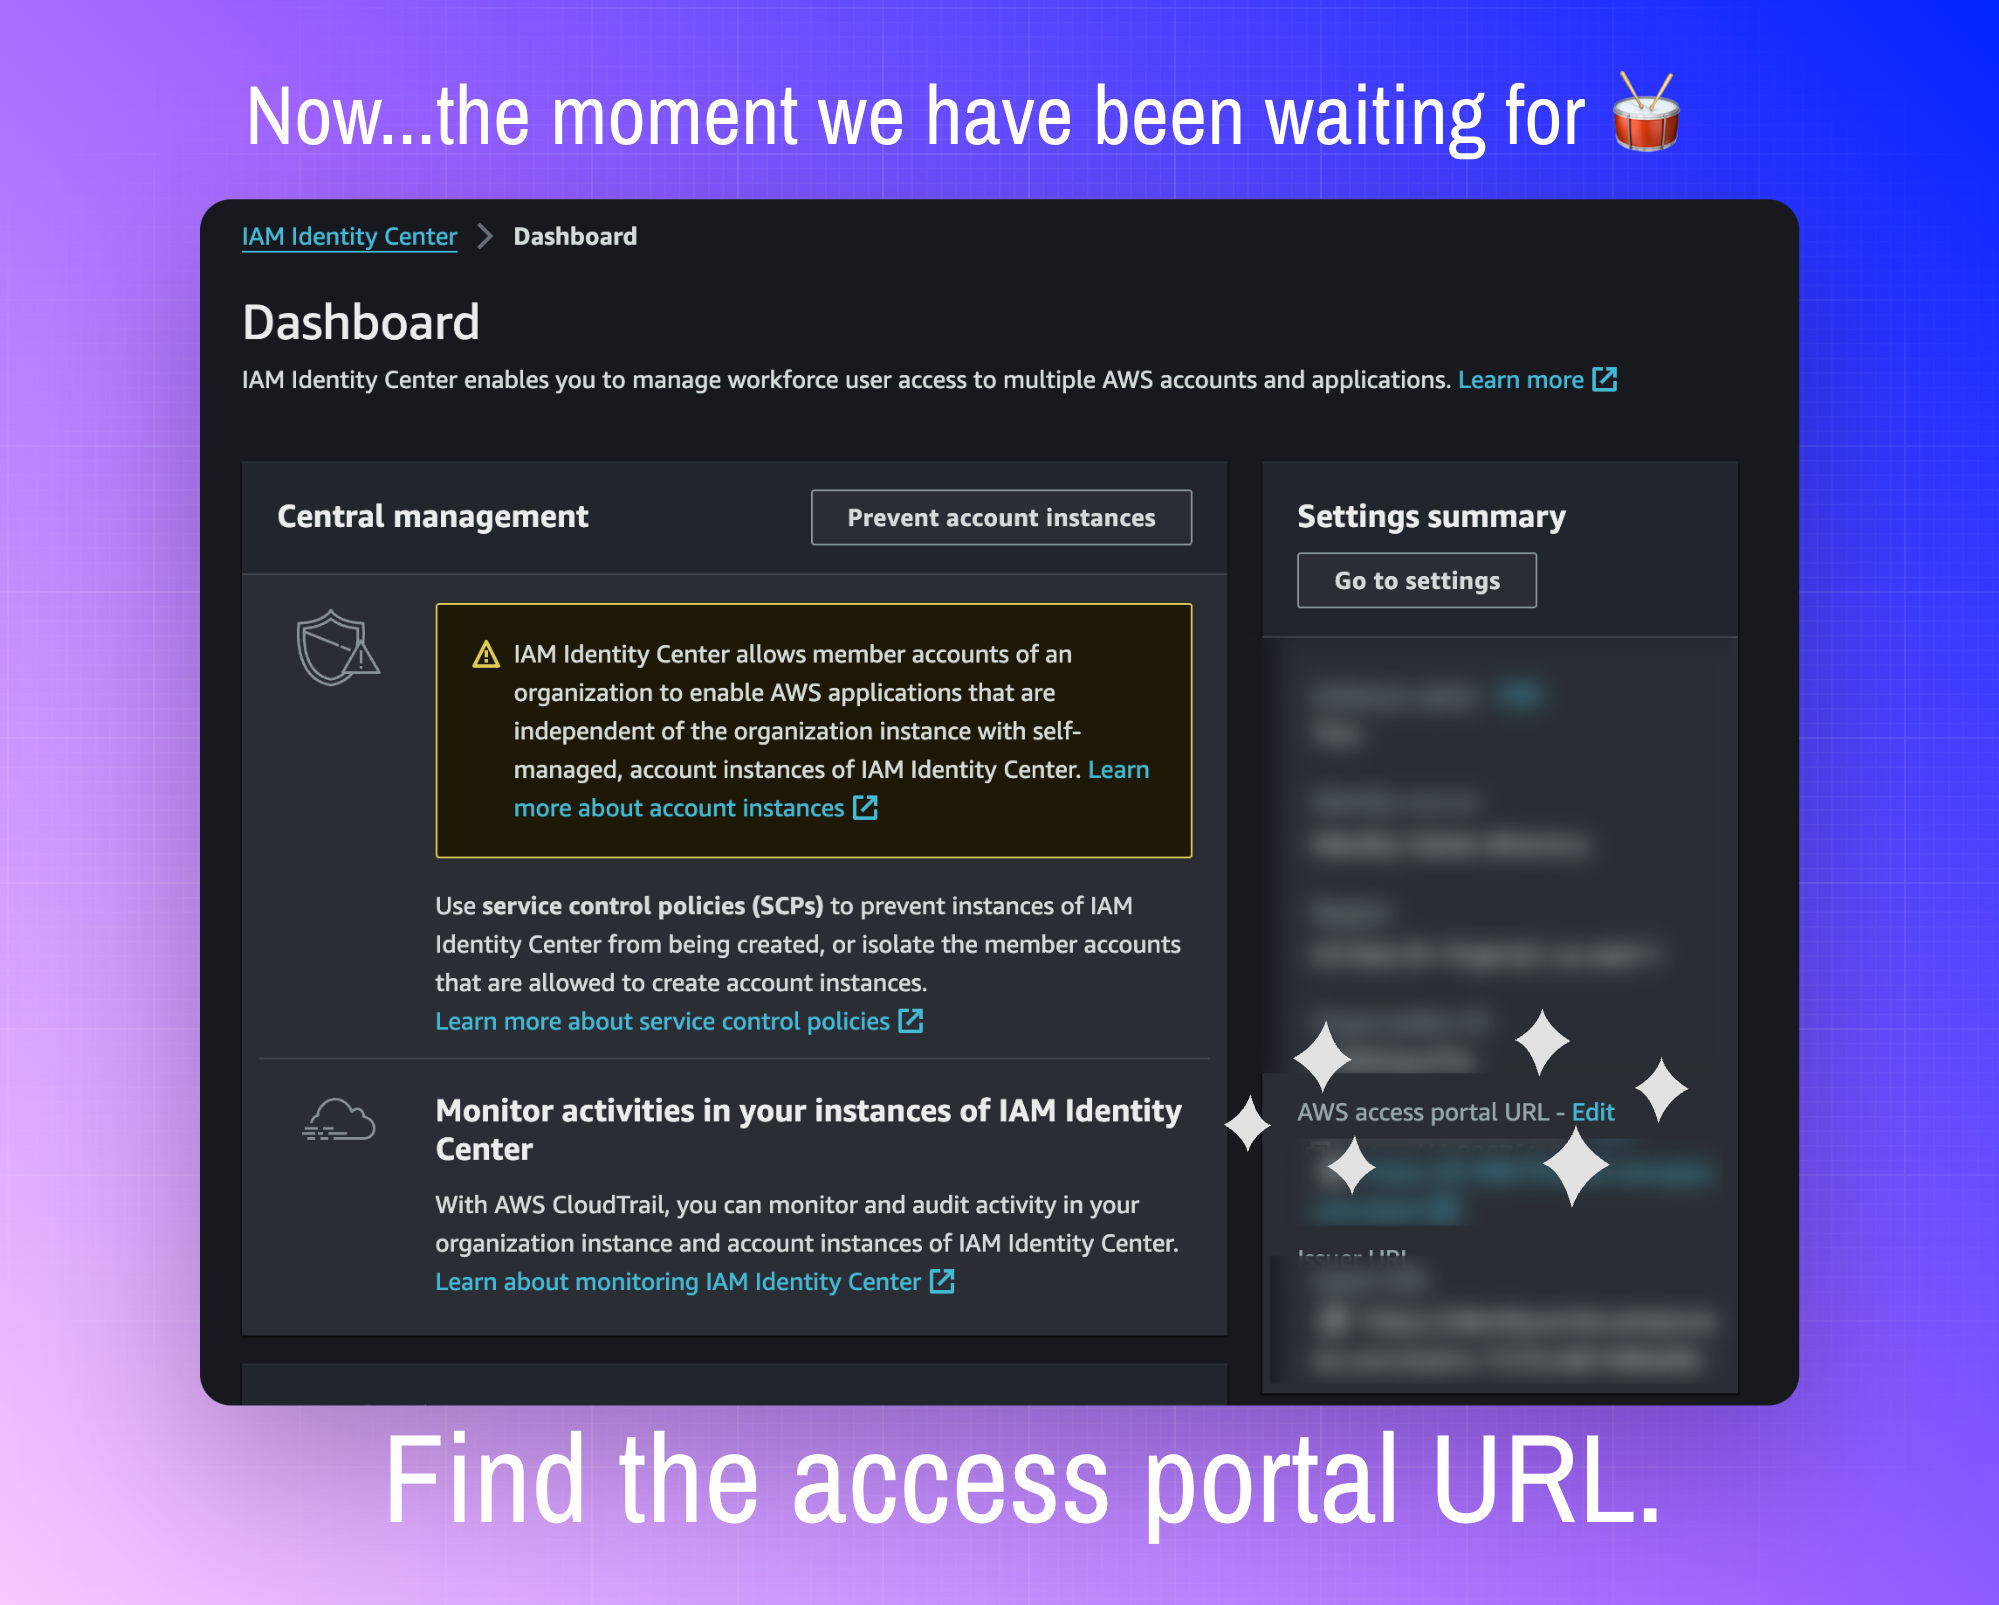 Now...the moment we have been waiting for 🥁
IAM Identity Center > Dashboard
Dashboard
IAM Identity Center enables you to manage workforce user access to multiple AWS accounts and applications. Learn more
Central management
Prevent account instances
IAM Identity Center allows member accounts of an
organization to enable AWS applications that are
independent of the organization instance with self-
managed, account instances of IAM Identity Center. Learn
more about account instances
Use service control policies (SCPs) to prevent instances of IAM
Identity Center from being created, or isolate the member accounts
that are allowed to create account instances.
Learn more about service control policies
Monitor activities in your instances of IAM Identity
Center
With AWS CloudTrail, you can monitor and audit activity in your
organization instance and account instances of IAM Identity Center.
Learn about monitoring IAM Identity Center
Settings summary
Go to settings
AWS access portal URL - Edit
Issuer URL
Find the access portal URL.